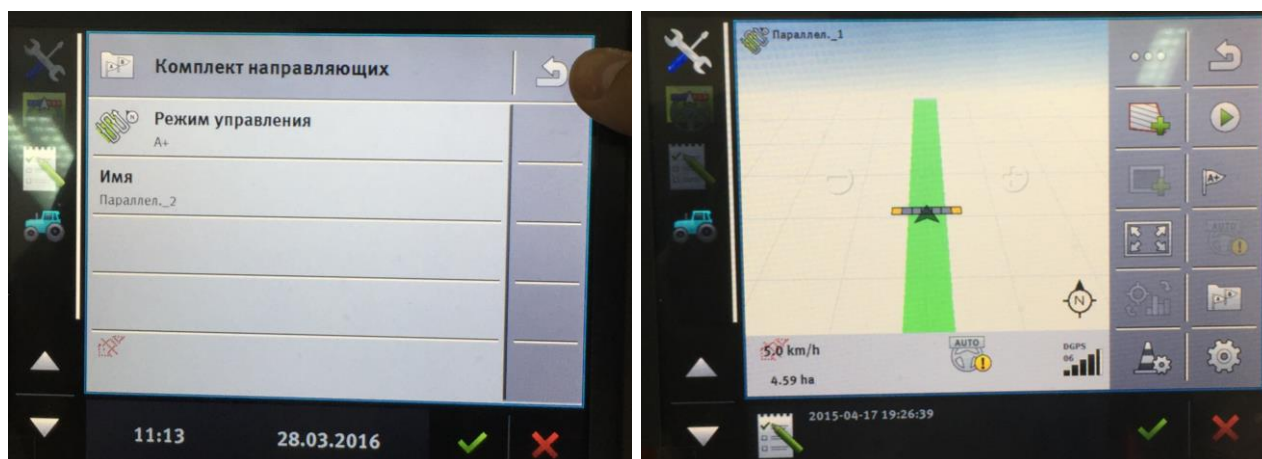 Комплект направляющих
Режим управления
A+
Имя
Параллел._2
11:13
28.03.2016
Параллел._1
A+
N
5.0 km/h
4.59 ha
AUTO
DGPS
06
2015-04-17 19:26:39